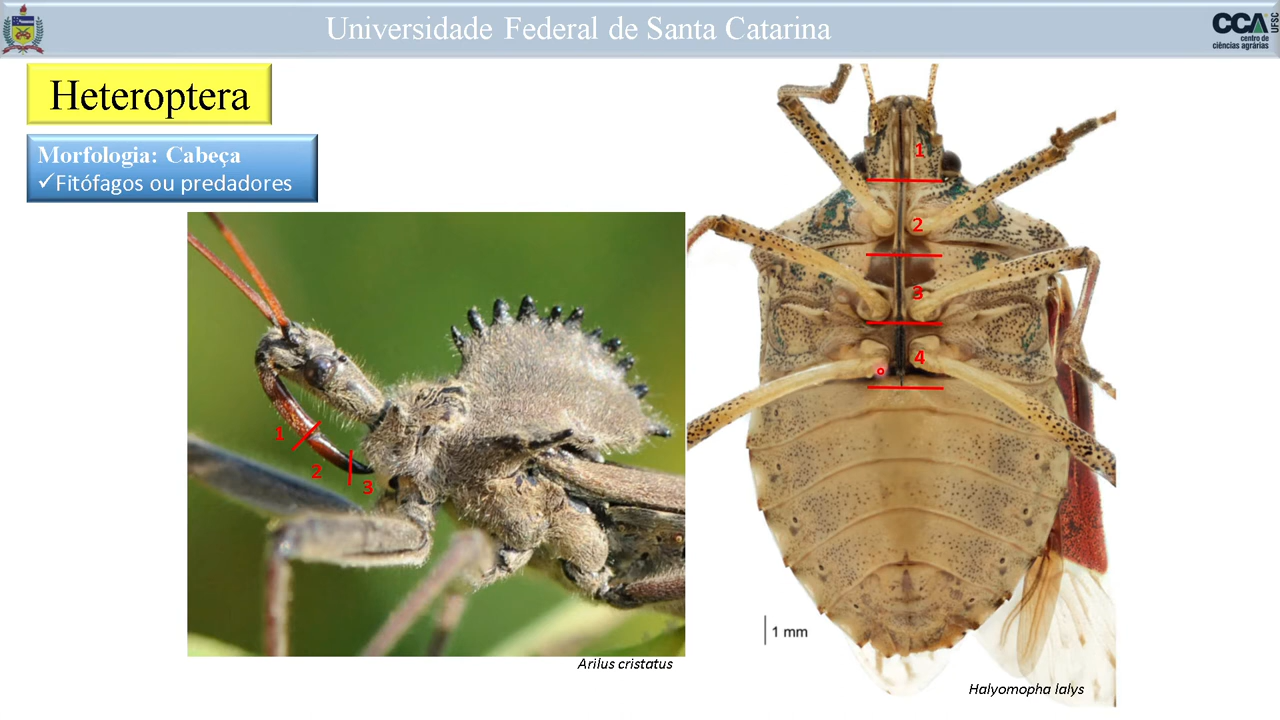 Universidade Federal de Santa Catarina
CCA
UFSC
centro de
ciências agrárias
Heteroptera
Morfologia: Cabeça
✓Fitófagos ou predadores
1
2
3
Arilus cristatus
1
2
3
4
1 mm
Halyomopha lalys